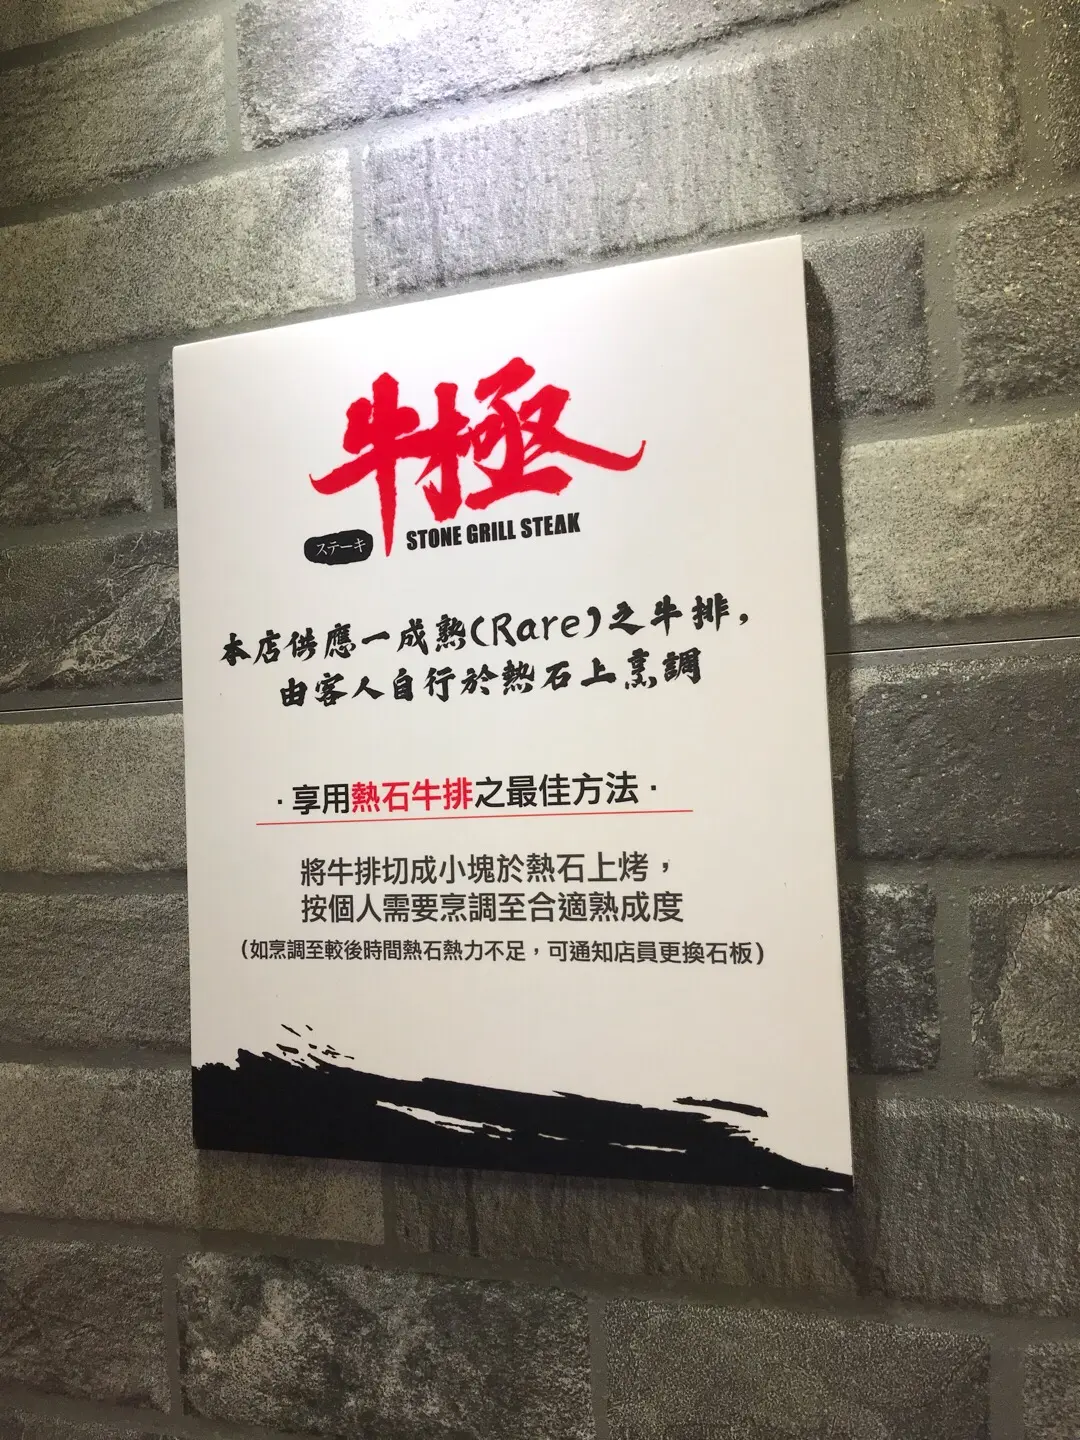 牛極
ステーキ STONE GRILL STEAK
本店供應一成熟(Rare)之牛排，
由客人自行於熱石上烹調
·享用熱石牛排之最佳方法·
將牛排切成小塊於熱石上烤，
按個人需要烹調至合適熟成度
(如烹調至較後時間熱石熱力不足，可通知店員更換石板)